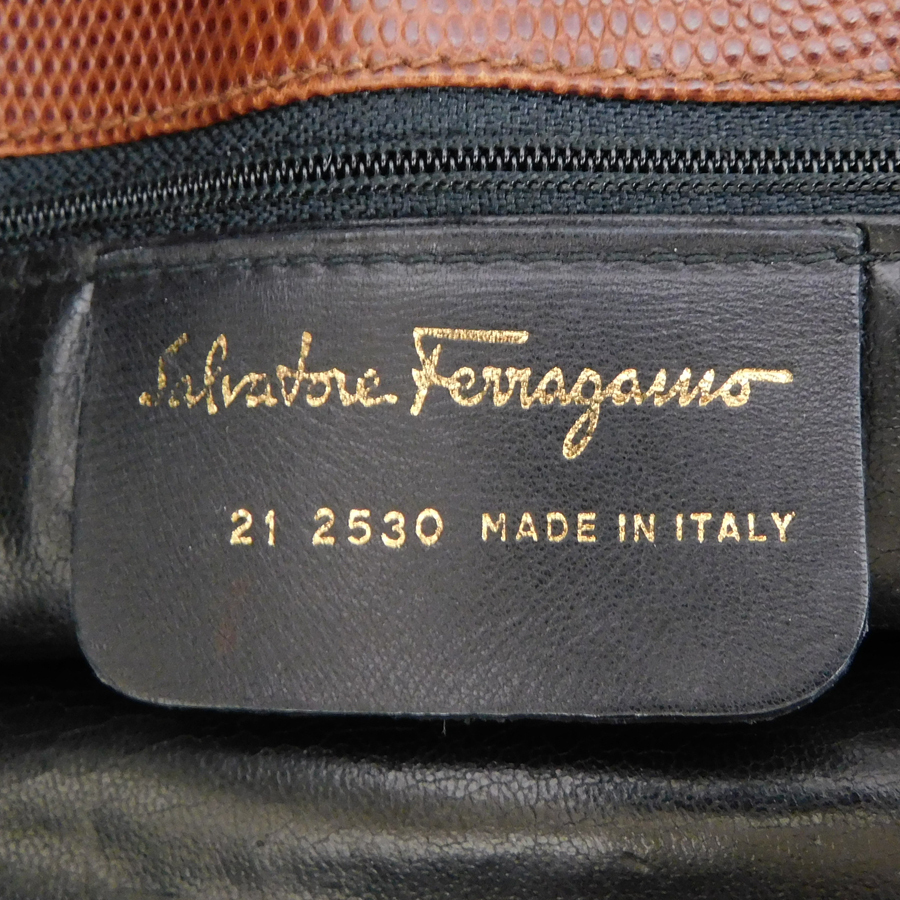 Salvatore Ferragamo
21 2530 MADE IN ITALY